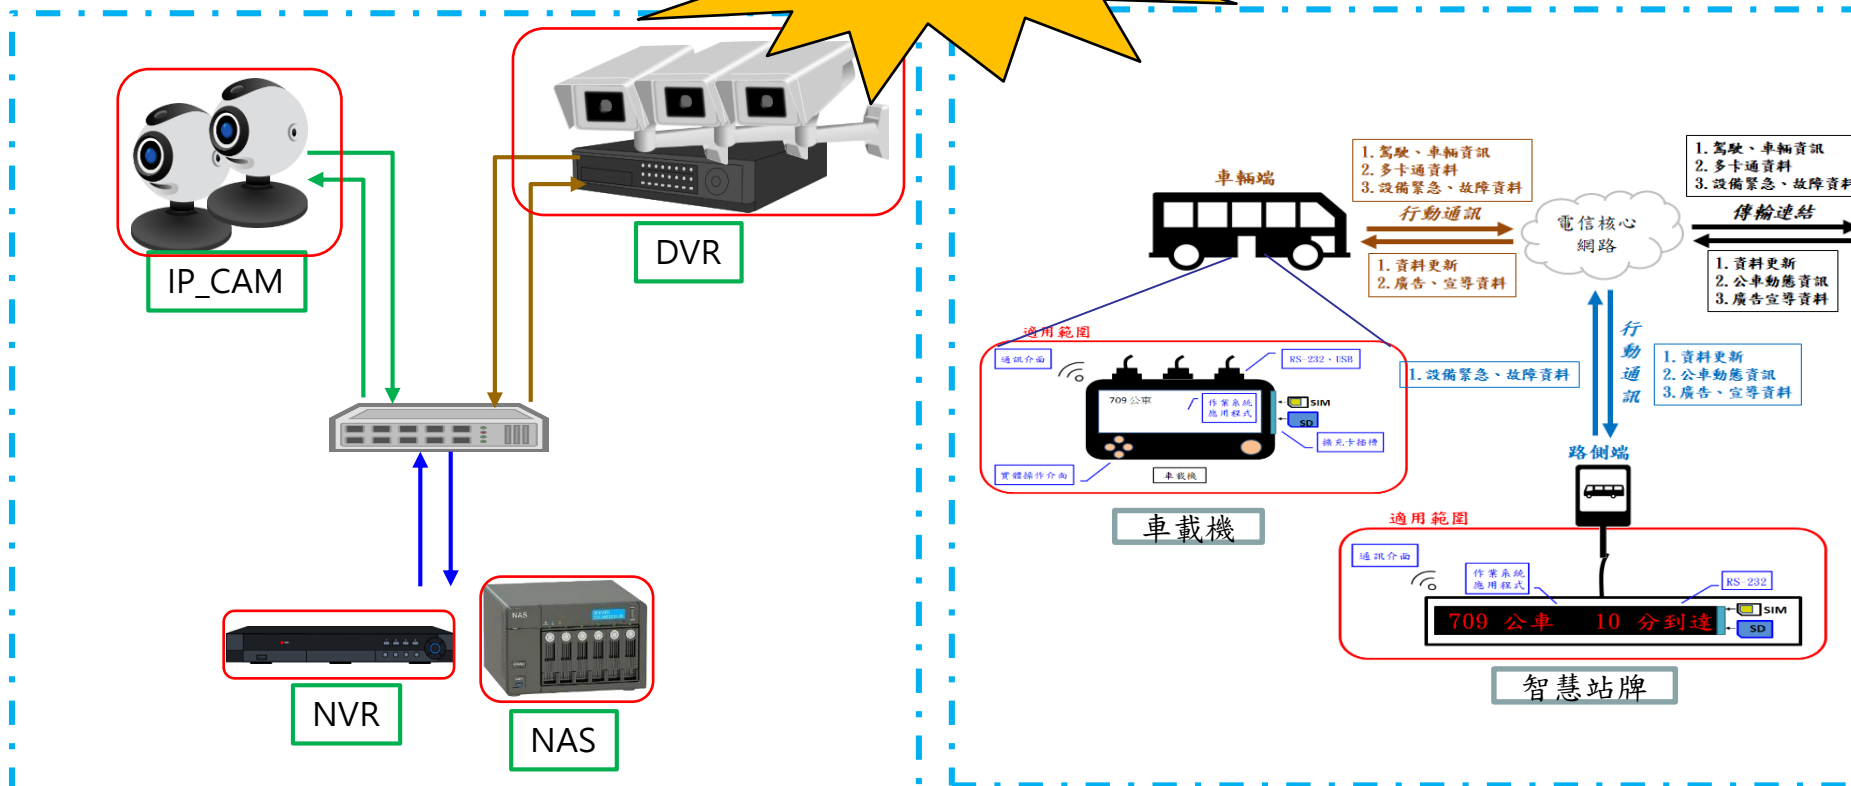 IP_CAM
DVR
NAS
NVR
NAS
車輛端
1.駕駛、車輛資訊
2.多卡通資料
3.設備緊急、故障資料
行動通訊
1.資料更新
2.廣告、宣導資料
電信核心
網路
1.駕駛、車輛資訊
2.多卡通資料
3.設備緊急、故障資料
傳輸連結
1.資料更新
2.公車動態資訊
3.廣告宣導資料
適用範圍
通訊介面
RS-232、USB
709 公車
作業系統
應用程式
SIM
SD
擴充卡插槽
實體操作介面
車載機
車載機
1.設備緊急、故障資料
行動通訊
1.資料更新
2.公車動態資訊
3.廣告、宣導資料
路側端
適用範圍
通訊介面
作業系統
應用程式
RS-232
709 公車 10 分到達
SIM
SD
智慧站牌